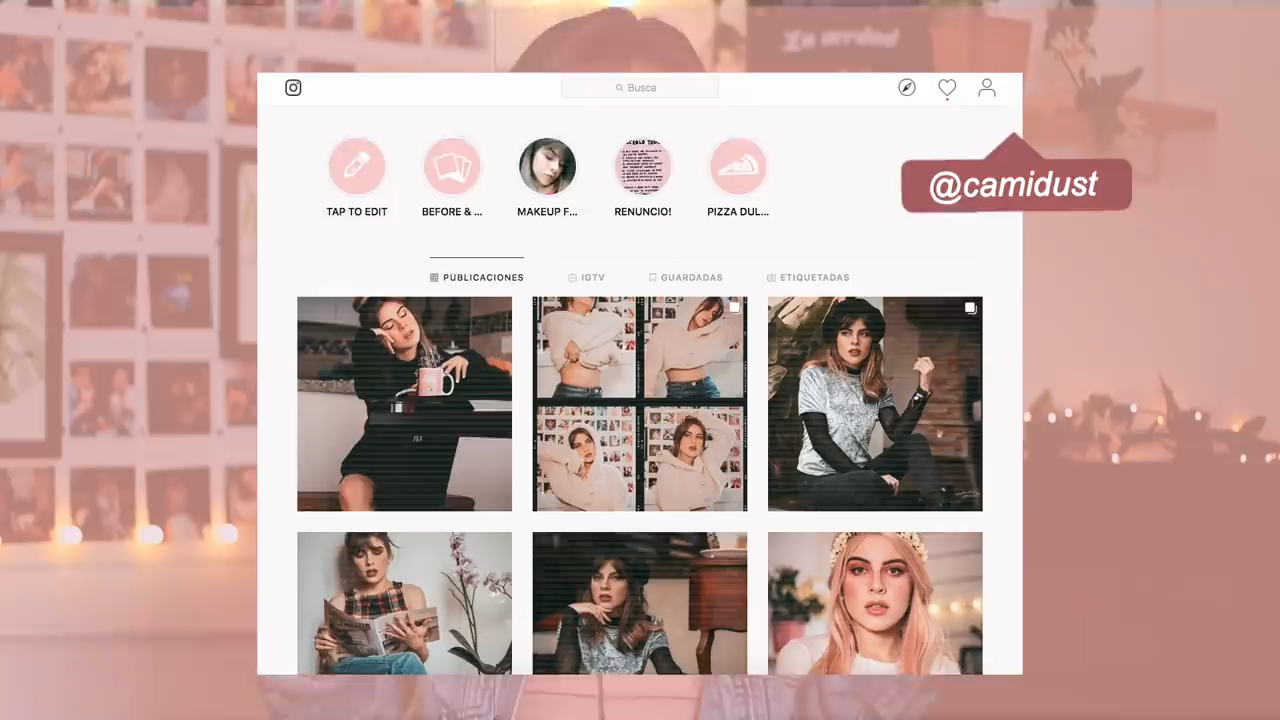 Busca
@camidust
TAP TO EDIT
BEFORE & ...
MAKEUP F...
RENUNCIO!
PIZZA DUL...
PUBLICACIONES
IGTV
GUARDADAS
ETIQUETADAS